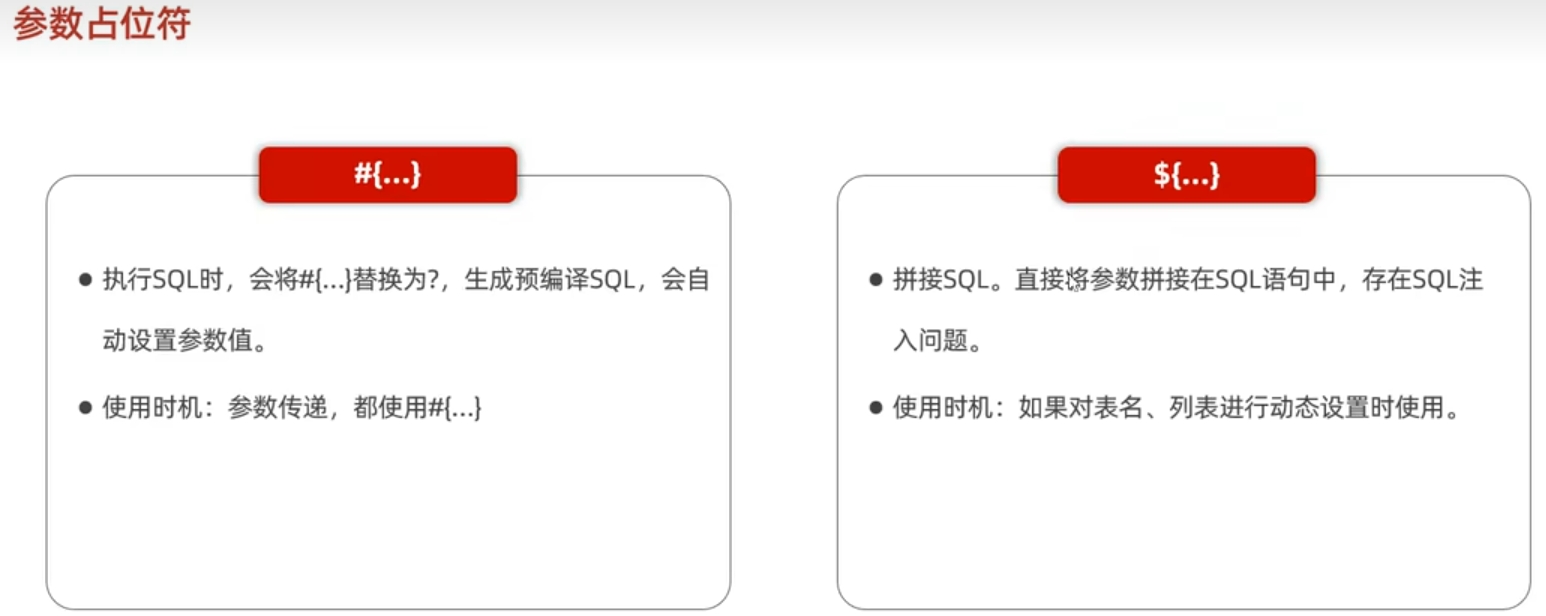 参数占位符
#{...}
● 执行SQL时，会将#{...}替换为?，生成预编译SQL，会自
动设置参数值。
● 使用时机：参数传递，都使用#{...}
${...}
● 拼接SQL。直接将参数拼接在SQL语句中，存在SQL注
入问题。
● 使用时机：如果对表名、列表进行动态设置时使用。